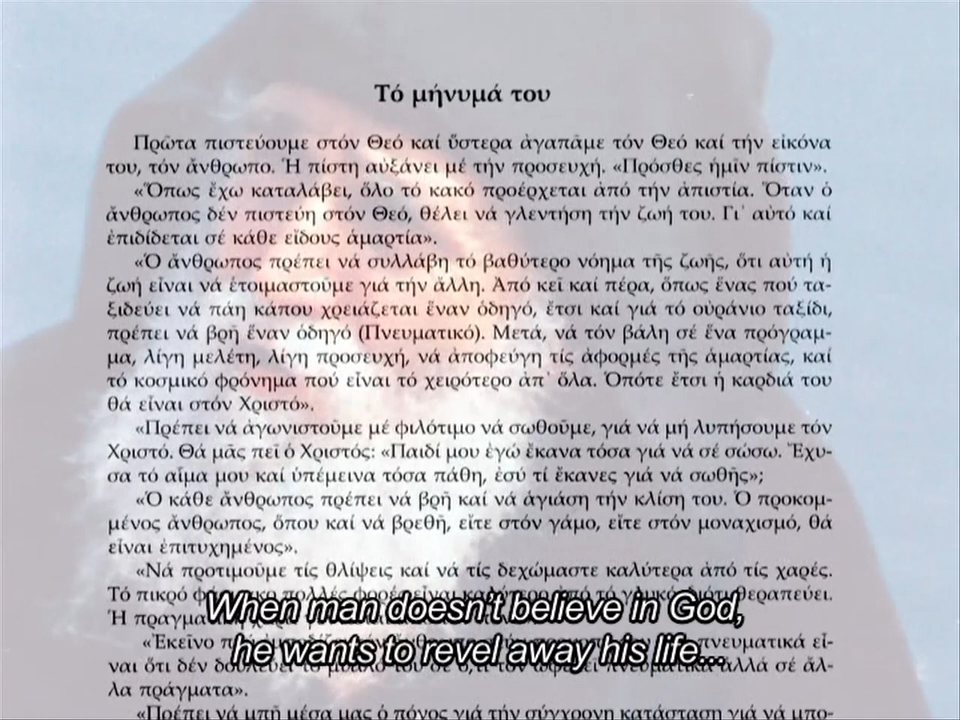 Τό μήνυμά του
Πρῶτα πιστεύουμε στόν Θεό καί ὕστερα ἀγαπᾶμε τόν Θεό καί τήν εἰκόνα
του, τόν ἄνθρωπο. Ἡ πίστη αὐξάνει μέ τήν προσευχή. «Πρόσθες ἡμῖν πίστιν».
«Ὅπως ἔχω καταλάβει, ὅλο τό κακό προέρχεται ἀπό τήν ἀπιστία. Ὅταν ὁ
ἄνθρωπος δέν πιστεύη στόν Θεό, θέλει νά γλεντήση τήν ζωή του. Γι᾿ αὐτό καί
ἐπιδίδεται σέ κάθε εἴδους ἁμαρτία».
«Ὁ ἄνθρωπος πρέπει νά συλλάβη τό βαθύτερο νόημα τῆς ζωῆς, ὅτι αὐτή ἡ
ζωή εἶναι νά ἑτοιμαστοῦμε γιά τήν ἄλλη. Ἀπό κεῖ καί πέρα, ὅπως ἕνας πού τα-
ξιδεύει νά πάη κάπου χρειάζεται ἕναν ὁδηγό, ἔτσι καί γιά τό οὐράνιο ταξίδι,
πρέπει νά βρῆ ἕναν ὁδηγό (Πνευματικό). Μετά, νά τόν βάλη σέ ἕνα πρόγραμ-
μα, λίγη μελέτη, λίγη προσευχή, νά ἀποφεύγη τίς ἀφορμές τῆς ἁμαρτίας, καί
τό κοσμικό φρόνημα πού εἶναι τό χειρότερο ἀπ᾿ ὅλα. Ὁπότε ἔτσι ἡ καρδιά του
θά εἶναι στόν Χριστό».
«Πρέπει νά ἀγωνιστοῦμε μέ φιλότιμο νά σωθοῦμε, γιά νά μή λυπήσουμε τόν
Χριστό. Θά μᾶς πεῖ ὁ Χριστός: «Παιδί μου ἐγώ ἔκανα τόσα γιά νά σέ σώσω. Ἔχυ-
σα τό αἷμα μου καί ὑπέμεινα τόσα πάθη, ἐσύ τί ἔκανες γιά νά σωθῆς»;
«Ὁ κάθε ἄνθρωπος πρέπει νά βρῆ καί νά ἁγιάση τήν κλίση του. Ὁ προκομ-
μένος ἄνθρωπος, ὅπου καί νά βρεθῆ, εἴτε στόν γάμο, εἴτε στόν μοναχισμό, θά
εἶναι ἐπιτυχημένος».
«Νά προτιμοῦμε τίς θλίψεις καί νά τίς δεχώμαστε καλύτερα ἀπό τίς χαρές.
Τό πικρό πολλές φορές εἶναι καλύτερο ἀπό τό θεραπεύει.
When man doesn't believe in God,
Ἡ
«Ἐκεῖνο πνευματικά εἶ-
he wants to revel away his life...
ναι ὅτι δέν ἀλλά σέ ἄλ-
λα πράγματα».
«Πρέπει νά μπῆ μέσα μας ὁ πόνος γιά τήν σύγχρονη κατάσταση γιά νά μπο-